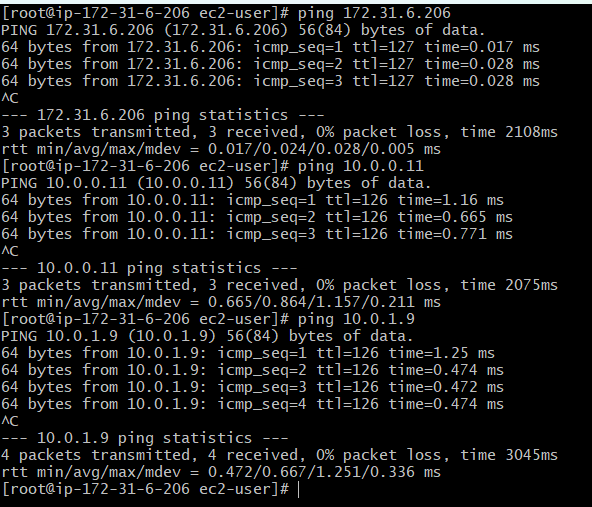 [root@ip-172-31-6-206 ec2-user]# ping 172.31.6.206
PING 172.31.6.206 (172.31.6.206) 56(84) bytes of data.
64 bytes from 172.31.6.206: icmp_seq=1 ttl=127 time=0.017 ms
64 bytes from 172.31.6.206: icmp_seq=2 ttl=127 time=0.028 ms
64 bytes from 172.31.6.206: icmp_seq=3 ttl=127 time=0.028 ms
^C
--- 172.31.6.206 ping statistics ---
3 packets transmitted, 3 received, 0% packet loss, time 2108ms
rtt min/avg/max/mdev = 0.017/0.024/0.028/0.005 ms
[root@ip-172-31-6-206 ec2-user]# ping 10.0.0.11
PING 10.0.0.11 (10.0.0.11) 56(84) bytes of data.
64 bytes from 10.0.0.11: icmp_seq=1 ttl=126 time=1.16 ms
64 bytes from 10.0.0.11: icmp_seq=2 ttl=126 time=0.665 ms
64 bytes from 10.0.0.11: icmp_seq=3 ttl=126 time=0.771 ms
^C
--- 10.0.0.11 ping statistics ---
3 packets transmitted, 3 received, 0% packet loss, time 2075ms
rtt min/avg/max/mdev = 0.665/0.864/1.157/0.211 ms
[root@ip-172-31-6-206 ec2-user]# ping 10.0.1.9
PING 10.0.1.9 (10.0.1.9) 56(84) bytes of data.
64 bytes from 10.0.1.9: icmp_seq=1 ttl=126 time=1.25 ms
64 bytes from 10.0.1.9: icmp_seq=2 ttl=126 time=0.474 ms
64 bytes from 10.0.1.9: icmp_seq=3 ttl=126 time=0.472 ms
64 bytes from 10.0.1.9: icmp_seq=4 ttl=126 time=0.474 ms
^C
--- 10.0.1.9 ping statistics ---
4 packets transmitted, 4 received, 0% packet loss, time 3045ms
rtt min/avg/max/mdev = 0.472/0.667/1.251/0.336 ms
[root@ip-172-31-6-206 ec2-user]#